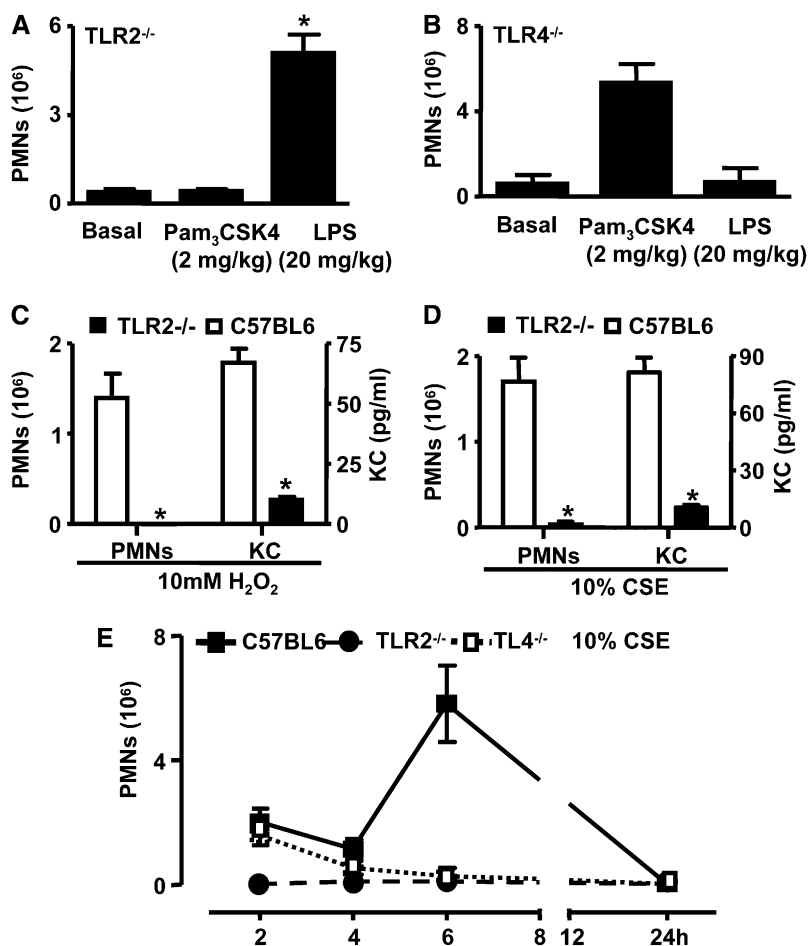 A
TLR2-/-
PMNs (10⁶)
6
3
0
*
Basal Pam₃CSK4 LPS
(2 mg/kg) (20 mg/kg)
B
TLR4-/-
PMNs (10⁶)
8
4
0
Basal Pam₃CSK4 LPS
(2 mg/kg) (20 mg/kg)
C
TLR2-/- C57BL6
PMNs (10⁶)
2
1
0
75
50
25
0
KC (pg/ml)
* *
PMNs KC
10mM H₂O₂
D
TLR2-/- C57BL6
PMNs (10⁶)
2
1
0
90
60
30
0
KC (pg/ml)
* *
PMNs KC
10% CSE
E
C57BL6 TLR2-/- TL4-/- 10% CSE
PMNs (10⁶)
8
4
0
2 4 6 8 12 24h